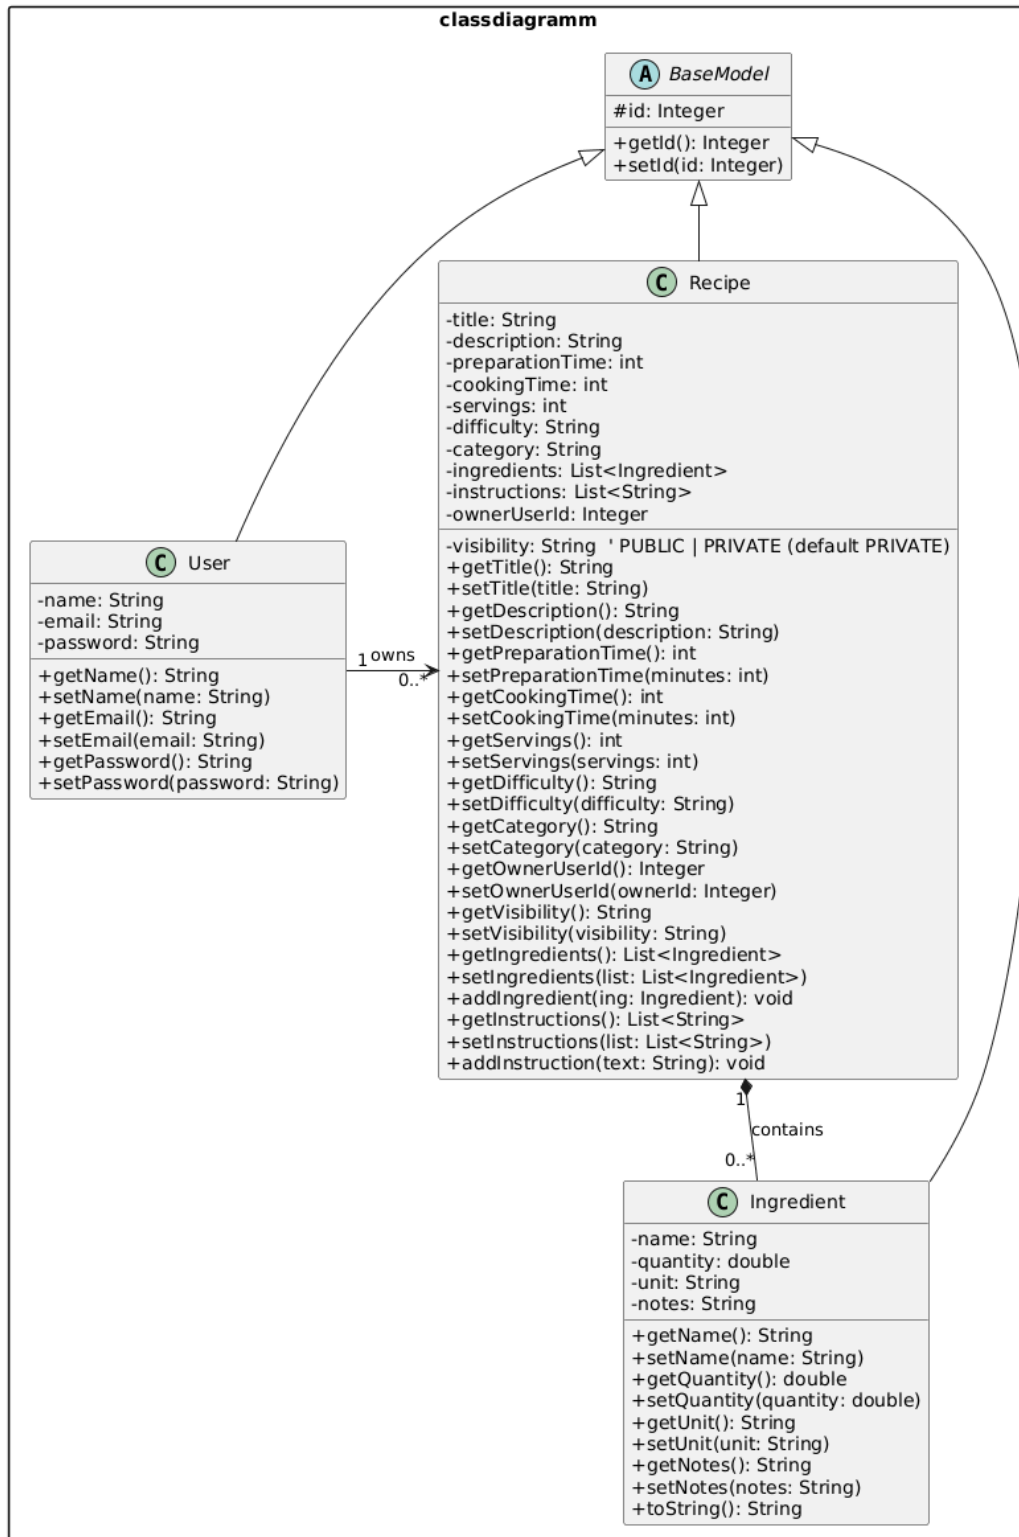 classdiagramm
A BaseModel
#id: Integer
+getId(): Integer
+setId(id: Integer)
C Recipe
-title: String
-description: String
-preparationTime: int
-cookingTime: int
-servings: int
-difficulty: String
-category: String
-ingredients: List<Ingredient>
-instructions: List<String>
-ownerUserId: Integer
-visibility: String  ' PUBLIC | PRIVATE (default PRIVATE)
+getTitle(): String
+setTitle(title: String)
+getDescription(): String
+setDescription(description: String)
+getPreparationTime(): int
+setPreparationTime(minutes: int)
+getCookingTime(): int
+setCookingTime(minutes: int)
+getServings(): int
+setServings(servings: int)
+getDifficulty(): String
+setDifficulty(difficulty: String)
+getCategory(): String
+setCategory(category: String)
+getOwnerUserId(): Integer
+setOwnerUserId(ownerId: Integer)
+getVisibility(): String
+setVisibility(visibility: String)
+getIngredients(): List<Ingredient>
+setIngredients(list: List<Ingredient>)
+addIngredient(ing: Ingredient): void
+getInstructions(): List<String>
+setInstructions(list: List<String>)
+addInstruction(text: String): void
C User
-name: String
-email: String
-password: String
+getName(): String
+setName(name: String)
+getEmail(): String
+setEmail(email: String)
+getPassword(): String
+setPassword(password: String)
1 owns
0..*
1
contains
0..*
C Ingredient
-name: String
-quantity: double
-unit: String
-notes: String
+getName(): String
+setName(name: String)
+getQuantity(): double
+setQuantity(quantity: double)
+getUnit(): String
+setUnit(unit: String)
+getNotes(): String
+setNotes(notes: String)
+toString(): String